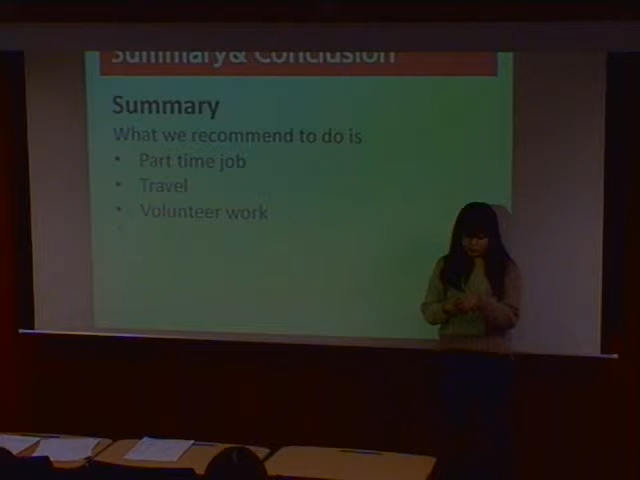 Summary& Conclusion
Summary
What we recommend to do is
• Part time job
• Travel
• Volunteer work